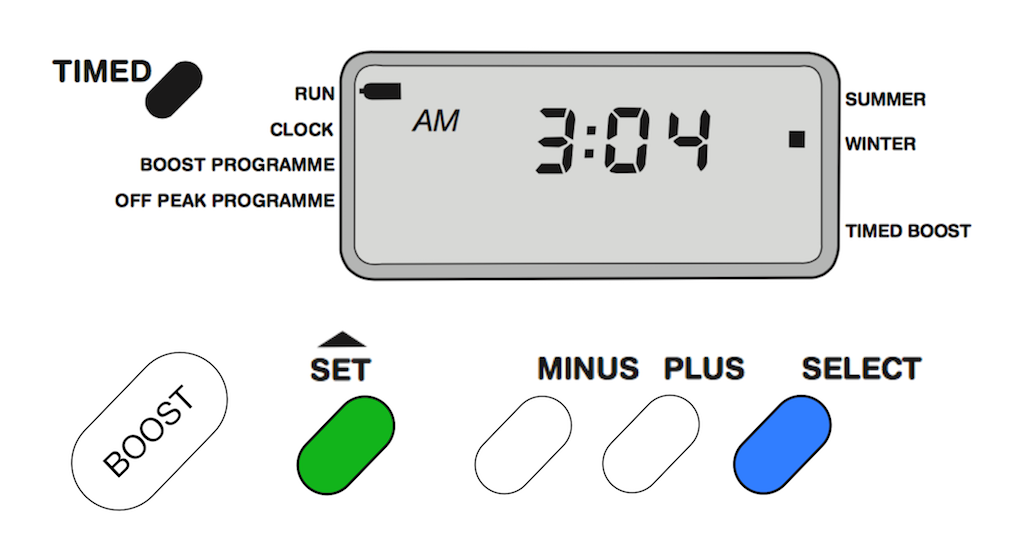 TIMED
RUN
CLOCK
BOOST PROGRAMME
OFF PEAK PROGRAMME
AM 3:04
SUMMER
WINTER
TIMED BOOST
BOOST
SET
MINUS PLUS SELECT